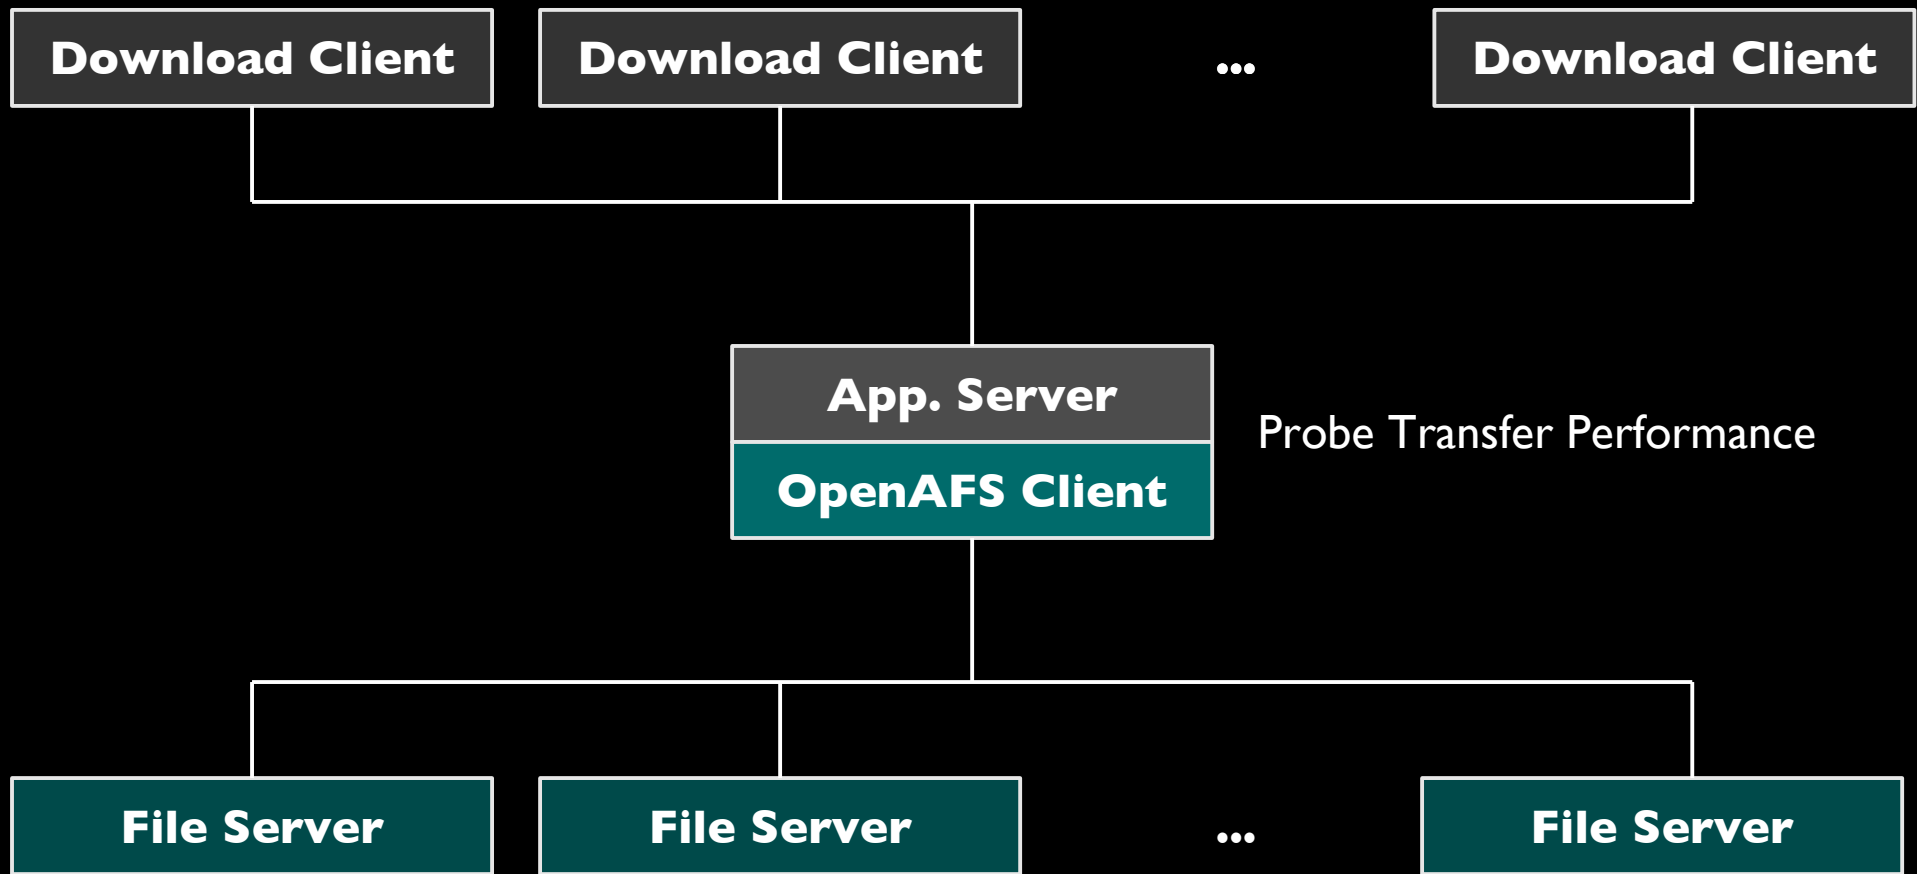 Download Client
Download Client
...
Download Client
App. Server
OpenAFS Client
Probe Transfer Performance
File Server
File Server
...
File Server